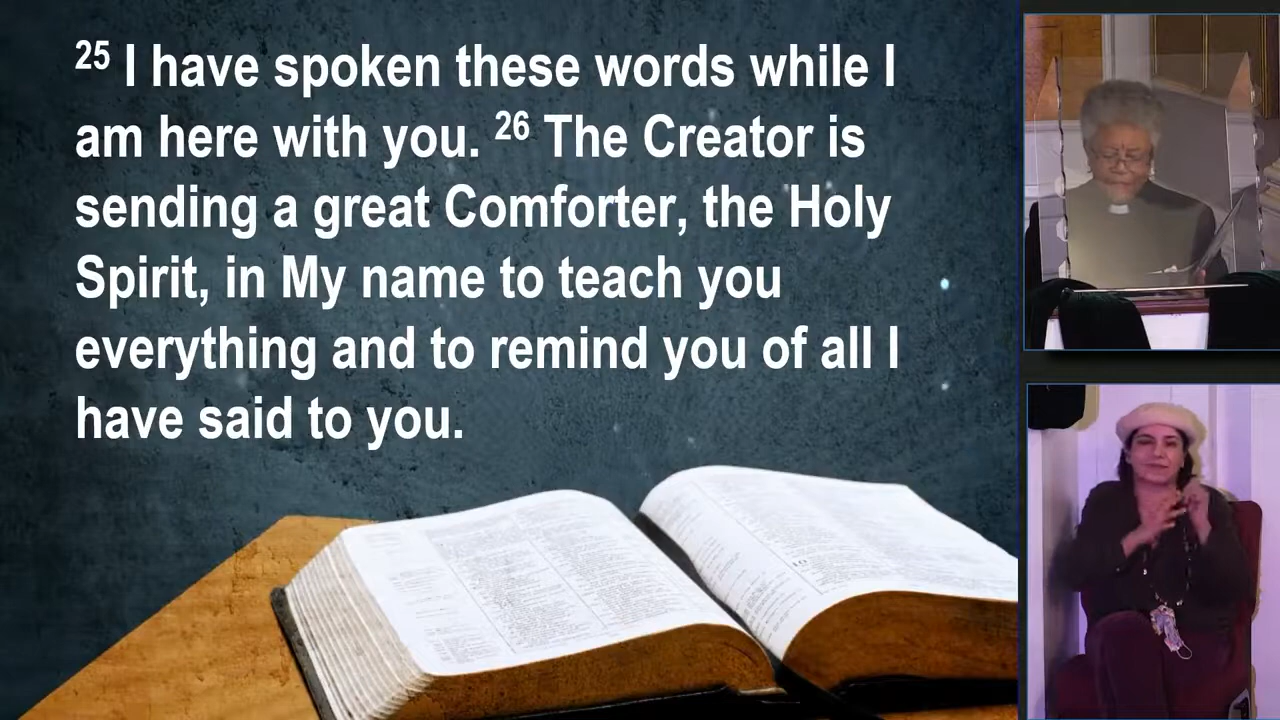 25 I have spoken these words while I
am here with you. 26 The Creator is
sending a great Comforter, the Holy
Spirit, in My name to teach you
everything and to remind you of all I
have said to you.